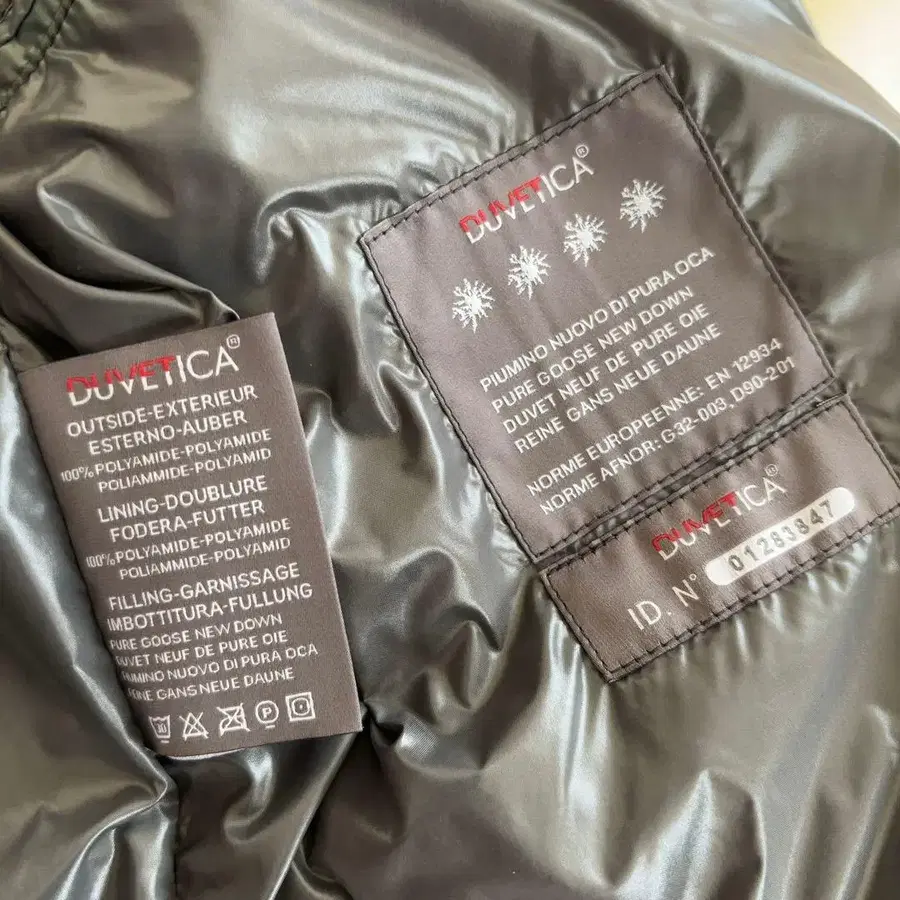 DUVETICA®
OUTSIDE-EXTERIEUR
ESTERNO-AUBER
100% POLYAMIDE-POLYAMIDE
POLIAMMIDE-POLYAMID
LINING-DOUBLURE
FODERA-FUTTER
100% POLYAMIDE-POLYAMIDE
POLIAMMIDE-POLYAMID
FILLING-GARNISSAGE
IMBOTTITURA-FULLUNG
PURE GOOSE NEW DOWN
DUVET NEUF DE PURE OIE
PIUMINO NUOVO DI PURA OCA
REINE GANS NEUE DAUNE
30 P
DUVETICA®
PIUMINO NUOVO DI PURA OCA
PURE GOOSE NEW DOWN
DUVET NEUF DE PURE OIE
REINE GANS NEUE DAUNE
NORME EUROPEENNE: EN 12934
NORME AFNOR: G32-003, D90-201
DUVETICA®
ID. N° 01283847